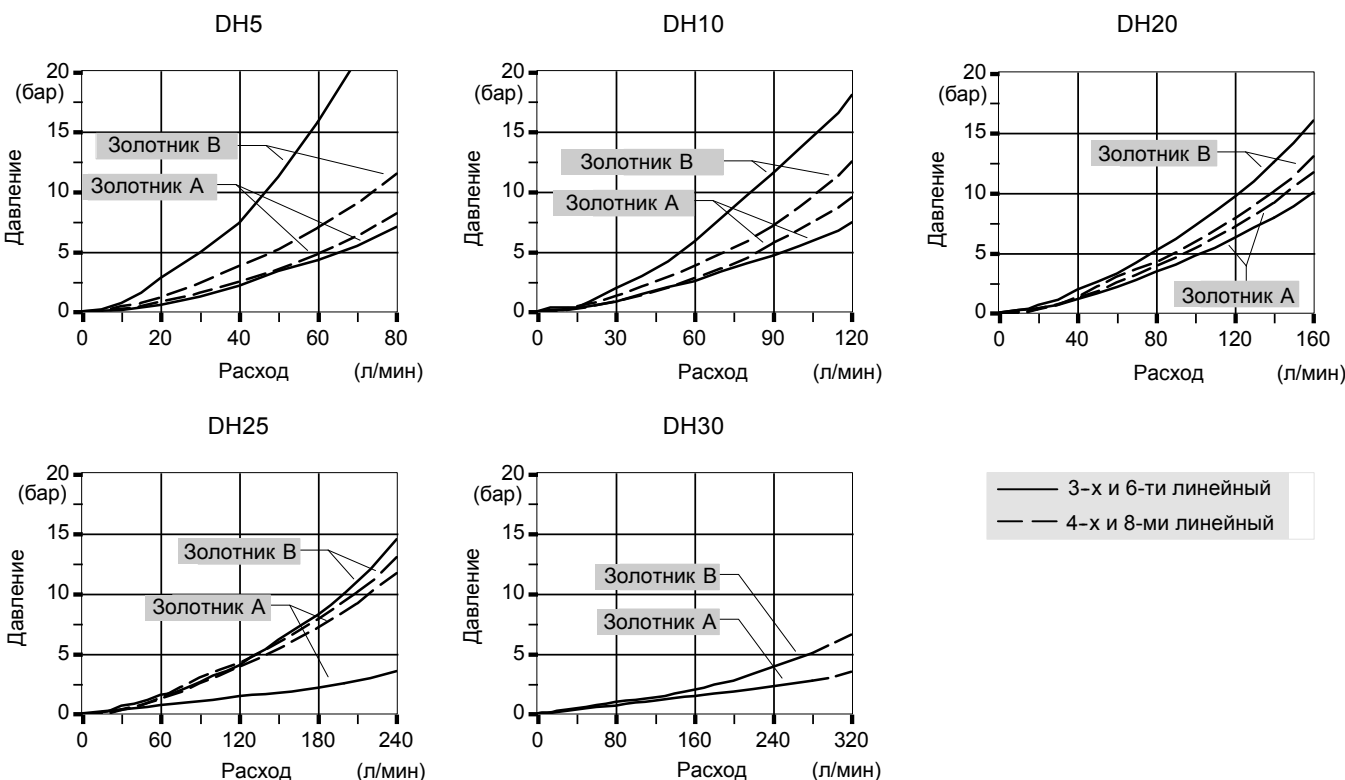 DH5
20
(бар)
15
10
5
0
Давление
Золотник B
Золотник A
0 20 40 60 80
Расход (л/мин)
DH10
20
(бар)
15
10
5
0
Давление
Золотник B
Золотник A
0 30 60 90 120
Расход (л/мин)
DH20
20
(бар)
15
10
5
0
Давление
Золотник B
Золотник A
0 40 80 120 160
Расход (л/мин)
DH25
20
(бар)
15
10
5
0
Давление
Золотник B
Золотник A
0 60 120 180 240
Расход (л/мин)
DH30
20
(бар)
15
10
5
0
Давление
Золотник B
Золотник A
0 80 160 240 320
Расход (л/мин)
3-х и 6-ти линейный
4-х и 8-ми линейный